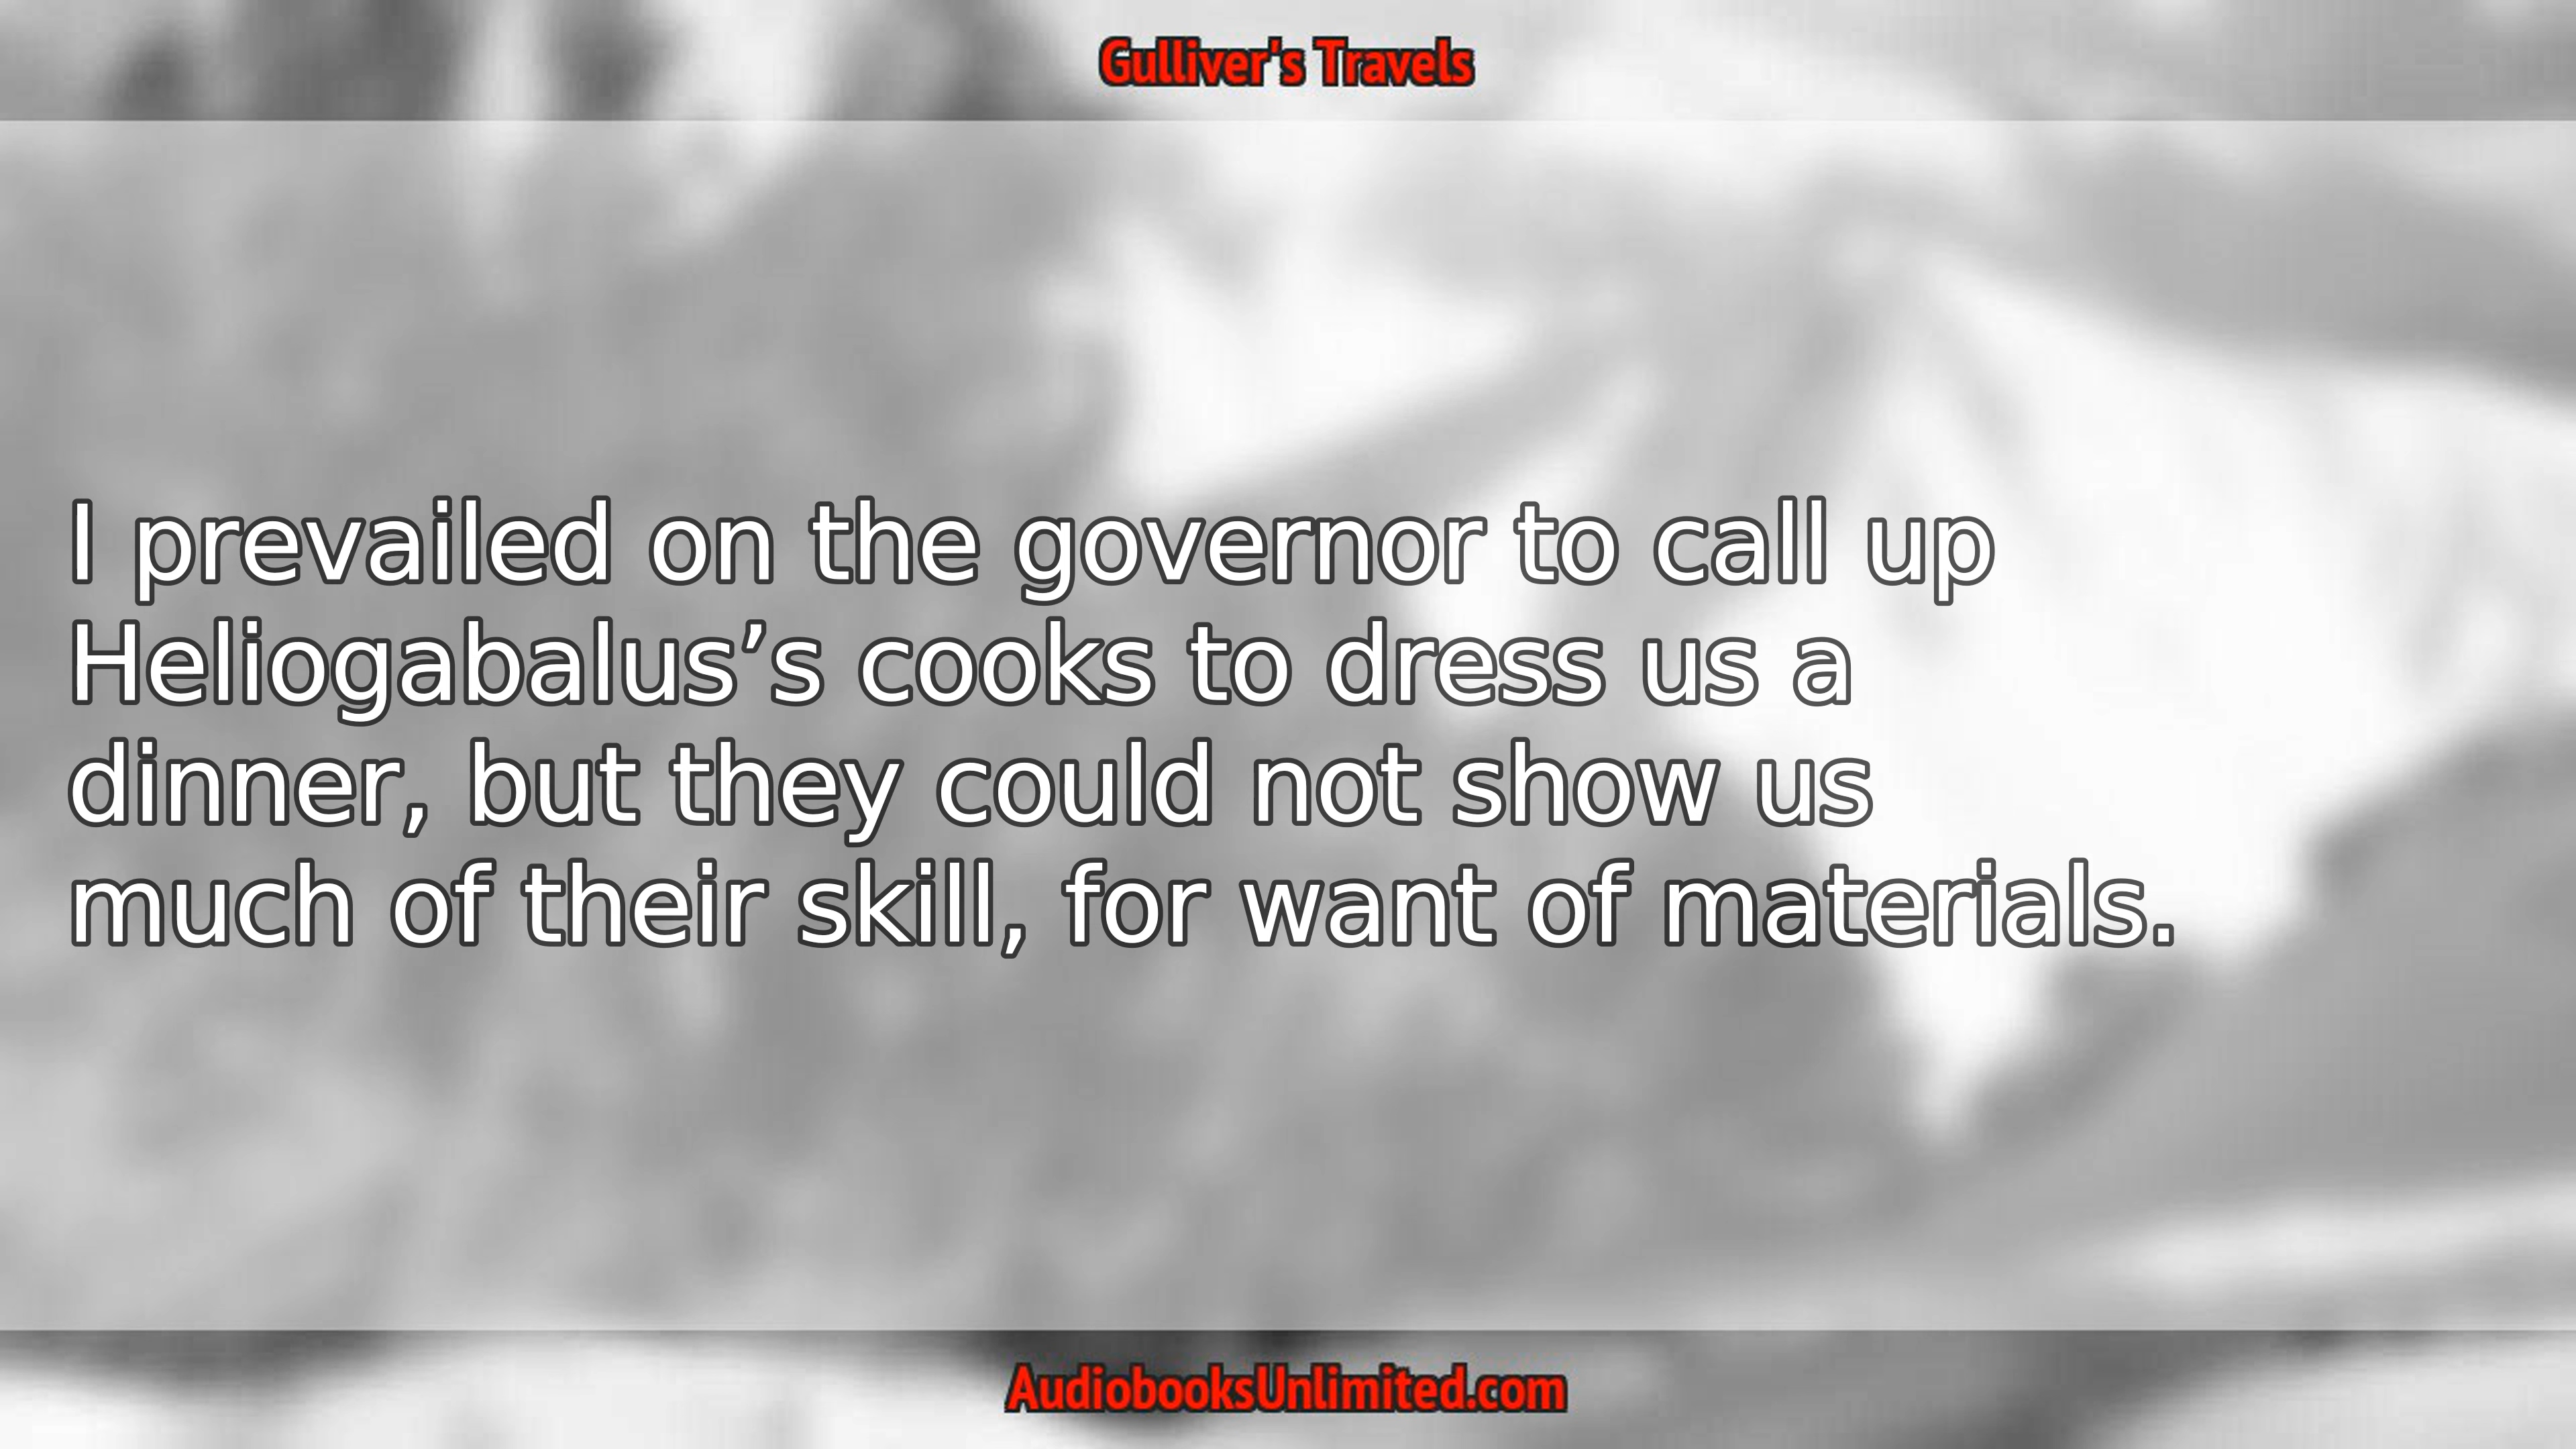 Gulliver's Travels
I prevailed on the governor to call up
Heliogabalus’s cooks to dress us a
dinner, but they could not show us
much of their skill, for want of materials.
AudiobooksUnlimited.com